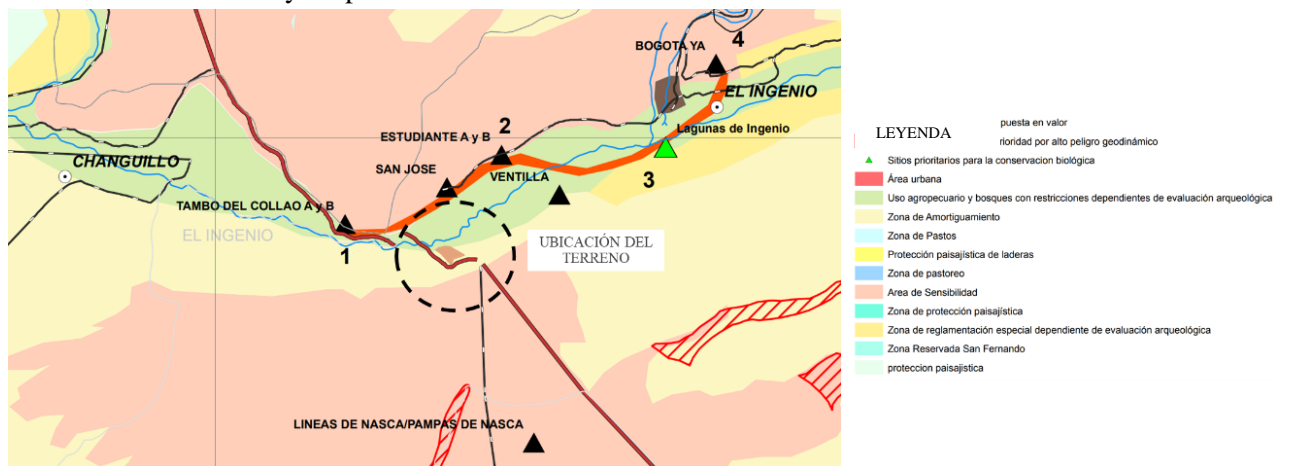 BOGOTA YA
4
EL INGENIO
ESTUDIANTE A y B
2
Lagunas de Ingenio
CHANGUILLO
SAN JOSE
VENTILLA
3
TAMBO DEL COLLAO A y B
EL INGENIO
1
UBICACIÓN DEL
TERRENO
LINEAS DE NASCA/PAMPAS DE NASCA
puesta en valor
LEYENDA
rioridad por alto peligro geodinámico
Sitios prioritarios para la conservacion biológica
Área urbana
Uso agropecuario y bosques con restricciones dependientes de evaluación arqueológica
Zona de Amortiguamiento
Zona de Pastos
Protección paisajística de laderas
Zona de pastoreo
Area de Sensibilidad
Zona de protección paisajística
Zona de reglamentación especial dependiente de evaluación arqueológica
Zona Reservada San Fernando
proteccion paisajistica